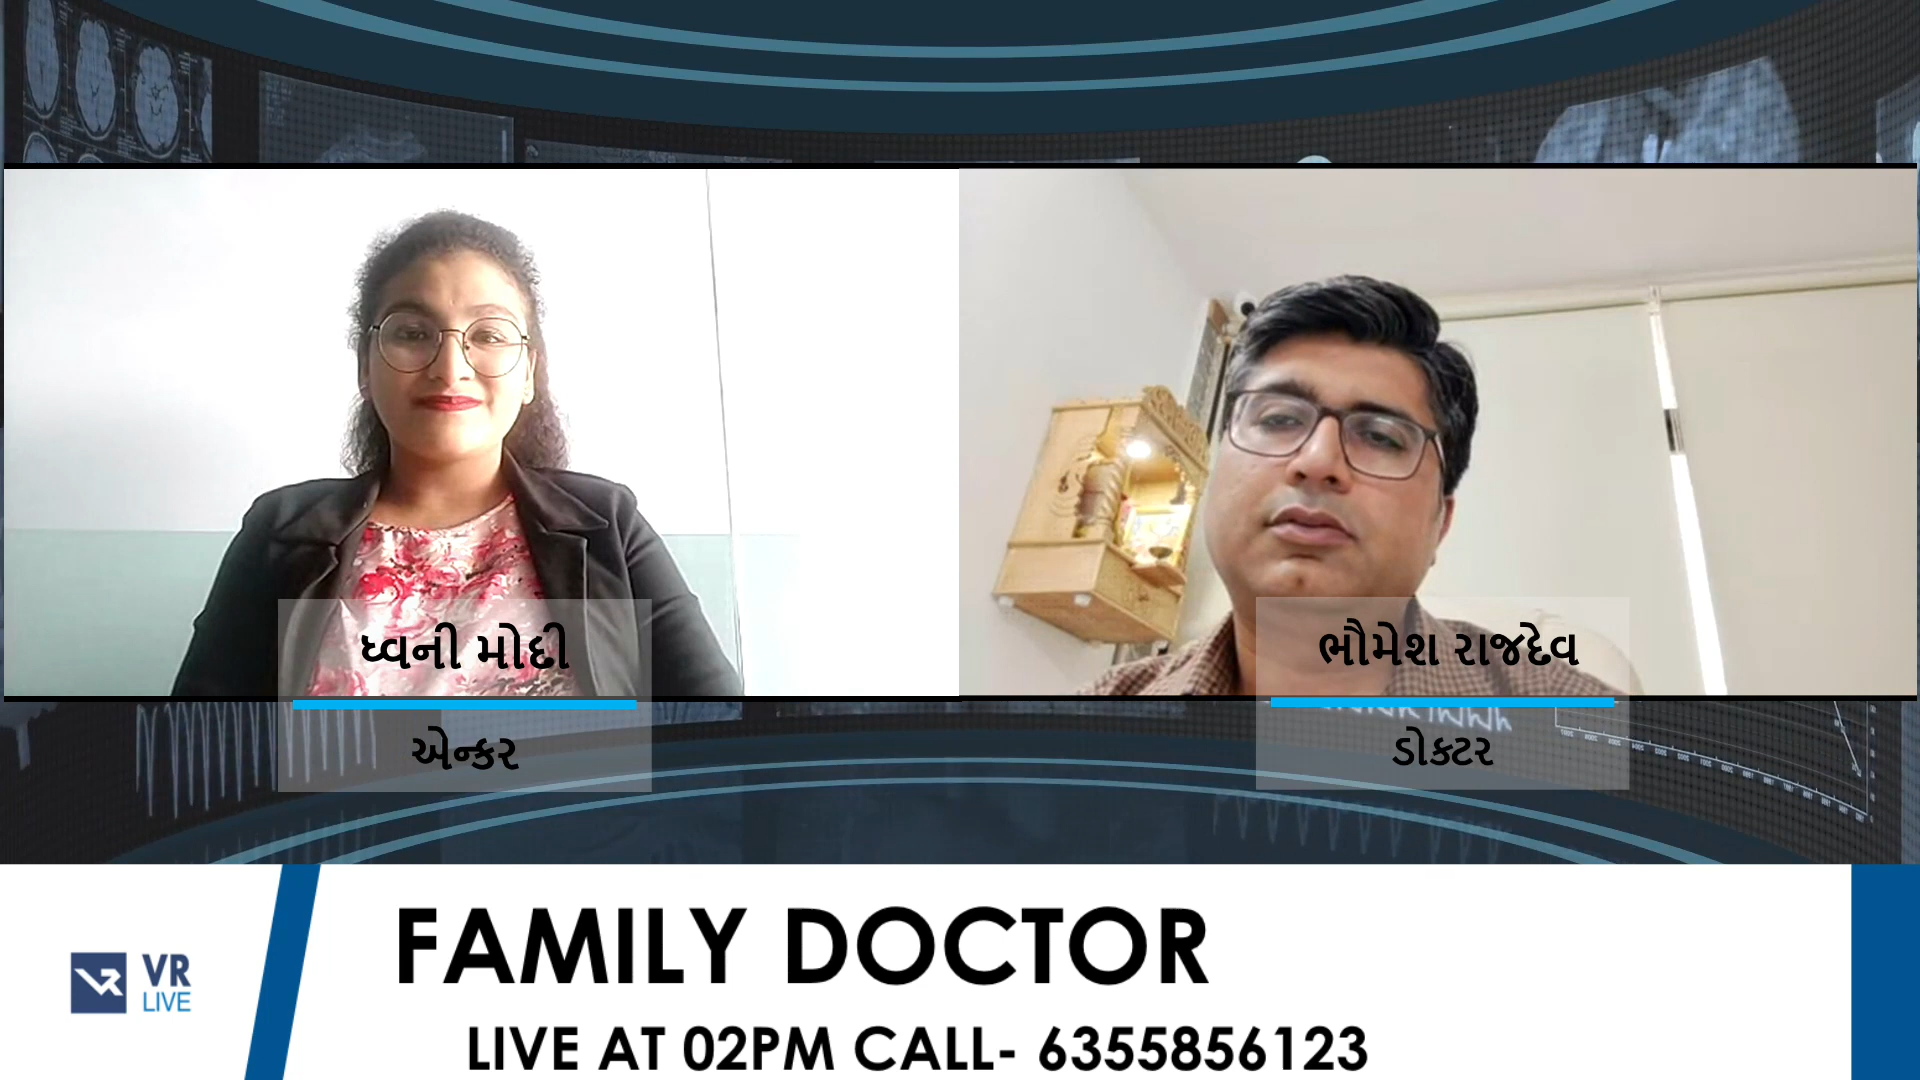 ધ્વની મોદી
એન્કર
ભૌમેશ રાજદેવ
ડોક્ટર
VR
LIVE
FAMILY DOCTOR
LIVE AT 02PM CALL- 6355856123